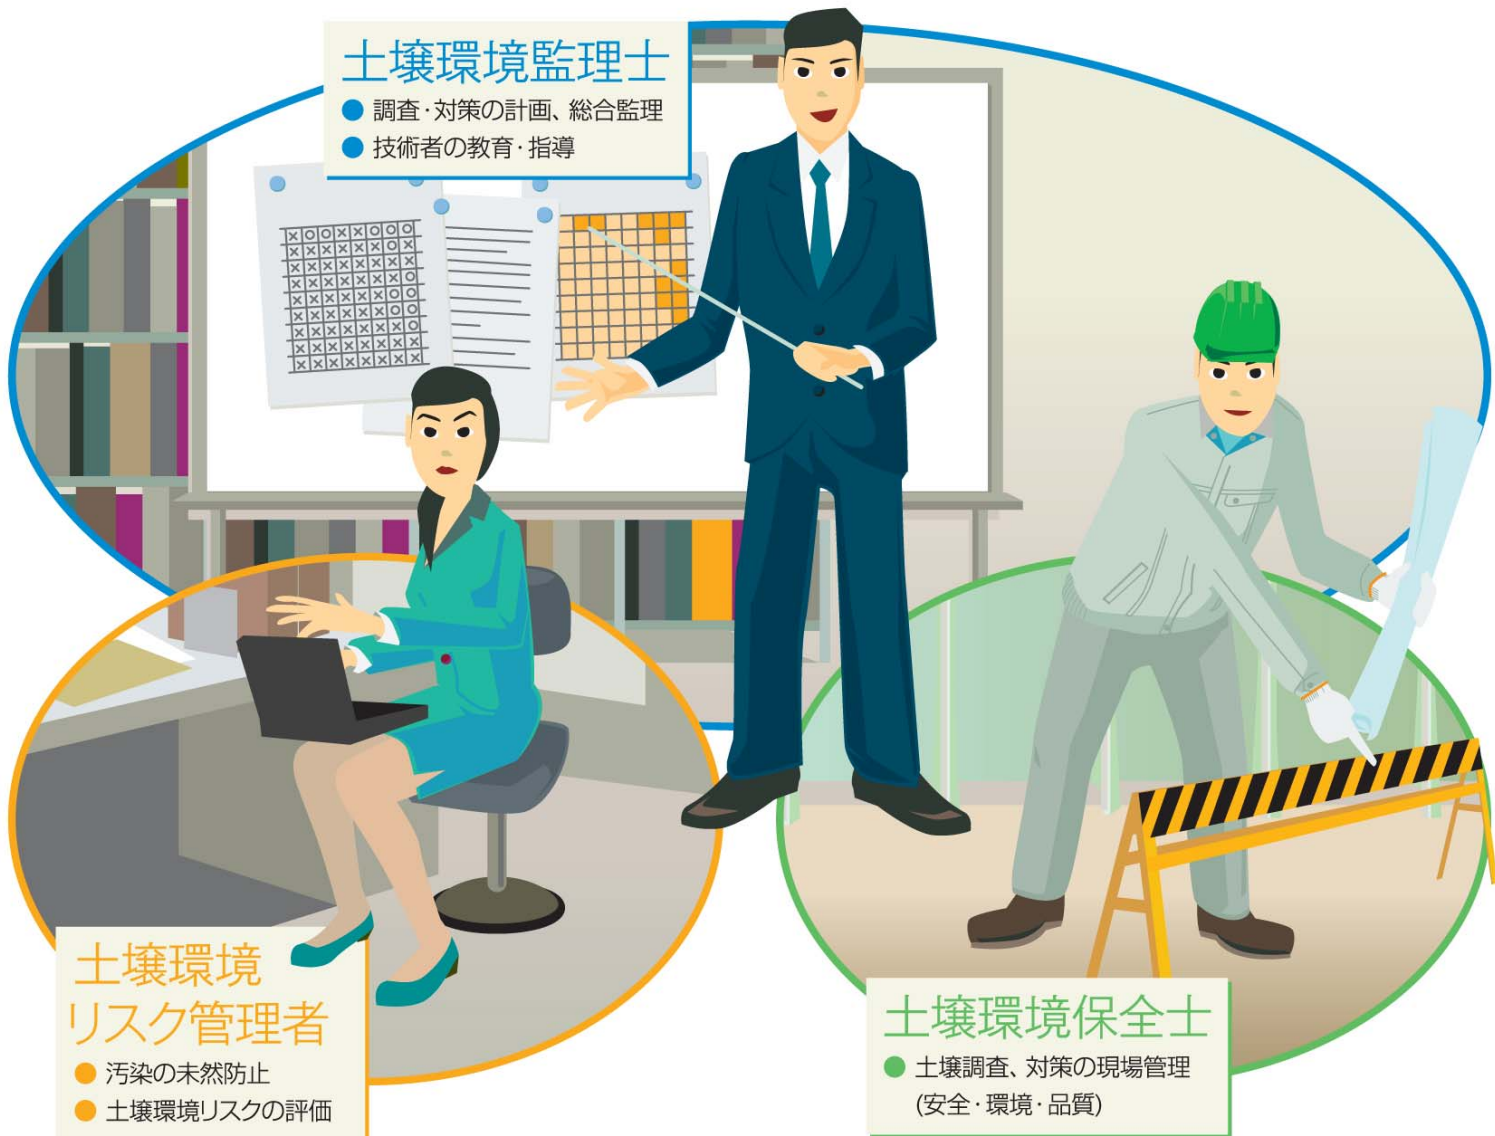 土壌環境監理士
● 調査・対策の計画、総合監理
● 技術者の教育・指導
土壌環境
リスク管理者
● 汚染の未然防止
● 土壌環境リスクの評価
土壌環境保全士
● 土壌調査、対策の現場管理
(安全・環境・品質)